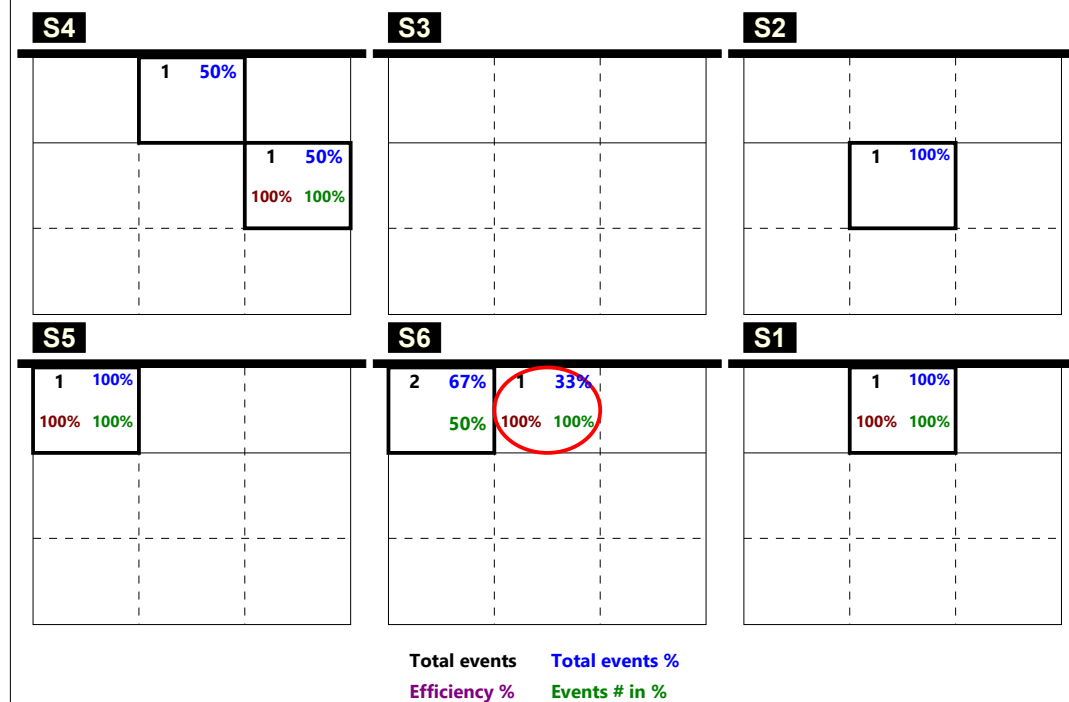 S4 S3 S2
1 50%
1 50% 1 100%
100% 100%
S5 S6 S1
1 100% 2 67% 1 33% 1 100%
100% 100% 50% 100% 100% 100% 100%
Total events Total events %
Efficiency % Events # in %